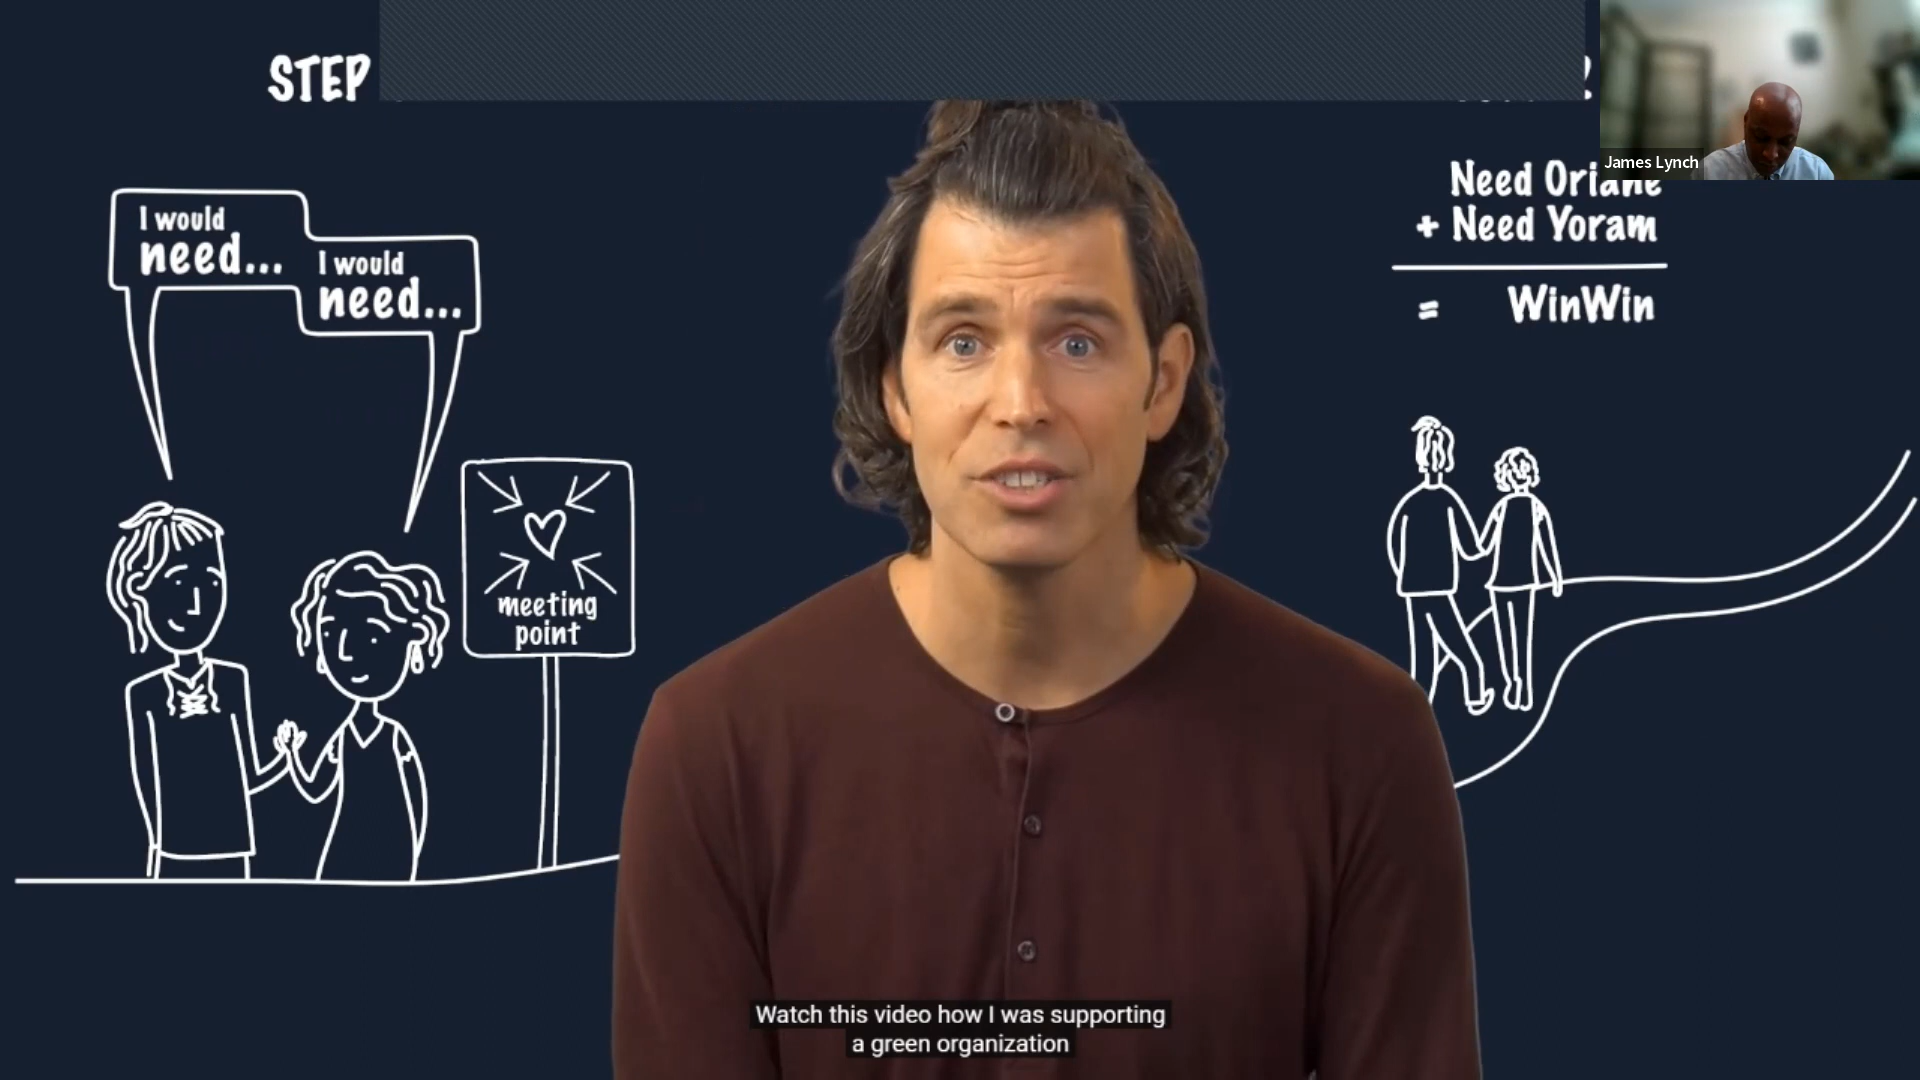 STEP
James Lynch
I would
need...
I would
need...
meeting
point
Need Oriane
+ Need Yoram
= WinWin
Watch this video how I was supporting
a green organization